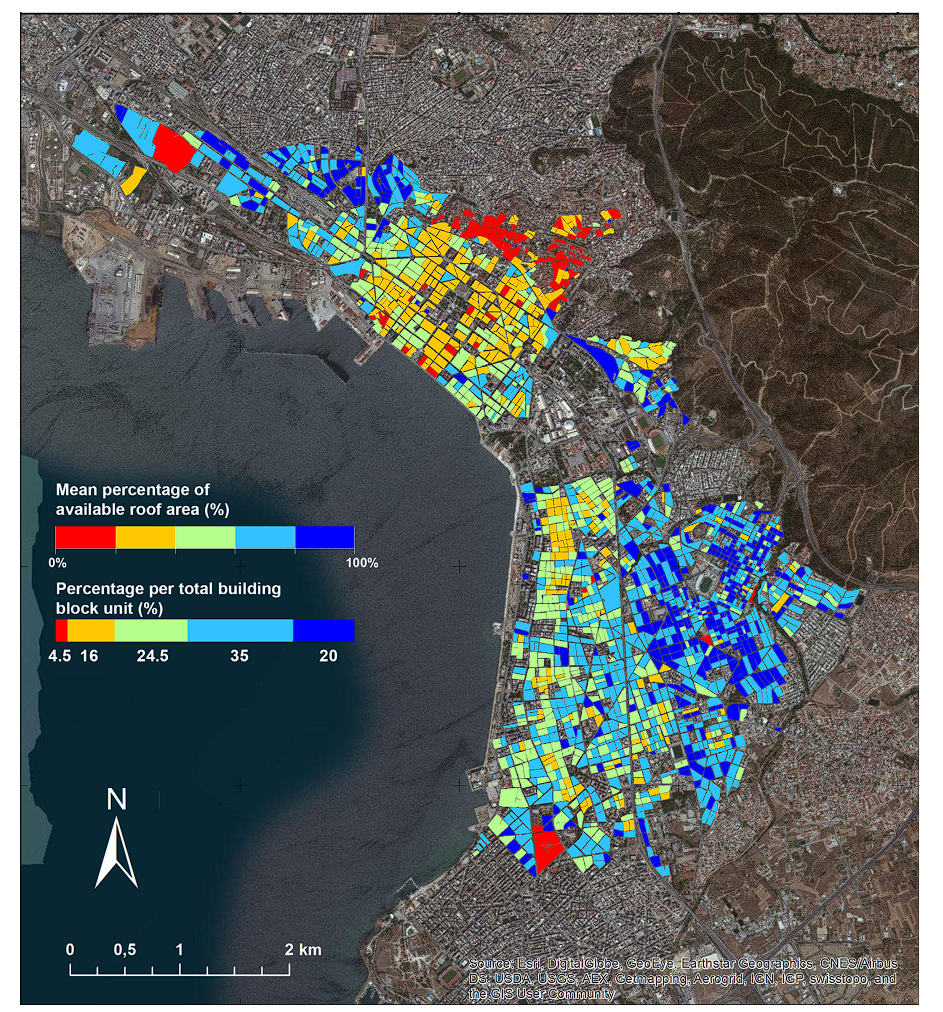 Mean percentage of
available roof area (%)
0% 100%
Percentage per total building
block unit (%)
4.5 16 24.5 35 20
N
0 0,5 1 2 km
Source: Esri, DigitalGlobe, GeoEye, Earthstar Geographics, CNES/Airbus
DS, USDA, USGS, AEX, Getmapping, Aerogrid, IGN, IGP, swisstopo, and
the GIS User Community